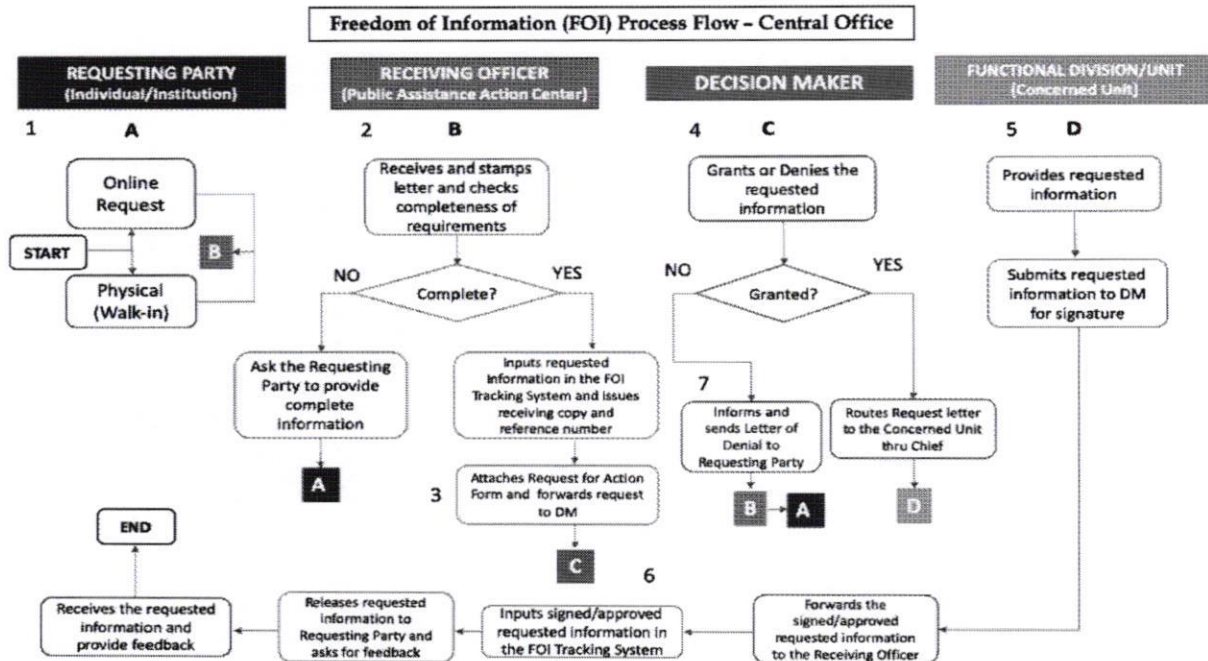 Freedom of Information (FOI) Process Flow – Central Office
REQUESTING PARTY
(Individual/Institution)
RECEIVING OFFICER
(Public Assistance Action Center)
DECISION MAKER
FUNCTIONAL DIVISION/UNIT
(Concerned Unit)
1
A
2
B
4
C
5
D
Online
Request
START
B
Physical
(Walk-in)
Receives and stamps
letter and checks
completeness of
requirements
NO
YES
Complete?
Ask the Requesting
Party to provide
complete
information
A
Inputs requested
information in the FOI
Tracking System and issues
receiving copy and
reference number
3
Attaches Request for Action
Form and forwards request
to DM
C
Grants or Denies the
requested
information
NO
YES
Granted?
7
Informs and
sends Letter of
Denial to
Requesting Party
B
A
Routes Request letter
to the Concerned Unit
thru Chief
D
Provides requested
information
Submits requested
information to DM
for signature
6
Forwards the
signed/approved
requested information
to the Receiving Officer
Inputs signed/approved
requested information in
the FOI Tracking System
Releases requested
information to
Requesting Party and
asks for feedback
Receives the requested
information and
provide feedback
END